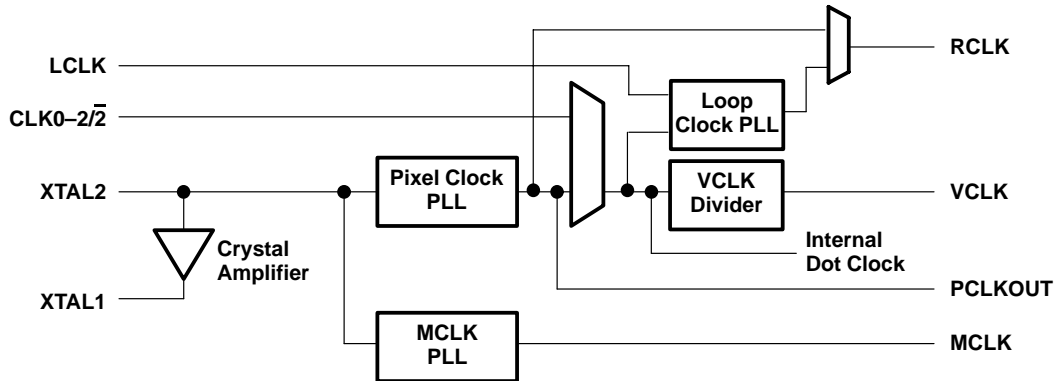 RCLK
LCLK
Loop
Clock PLL
CLK0–2/2̅
XTAL2
Pixel Clock
PLL
VCLK
Divider
VCLK
Crystal
Amplifier
Internal
Dot Clock
PCLKOUT
XTAL1
MCLK
PLL
MCLK